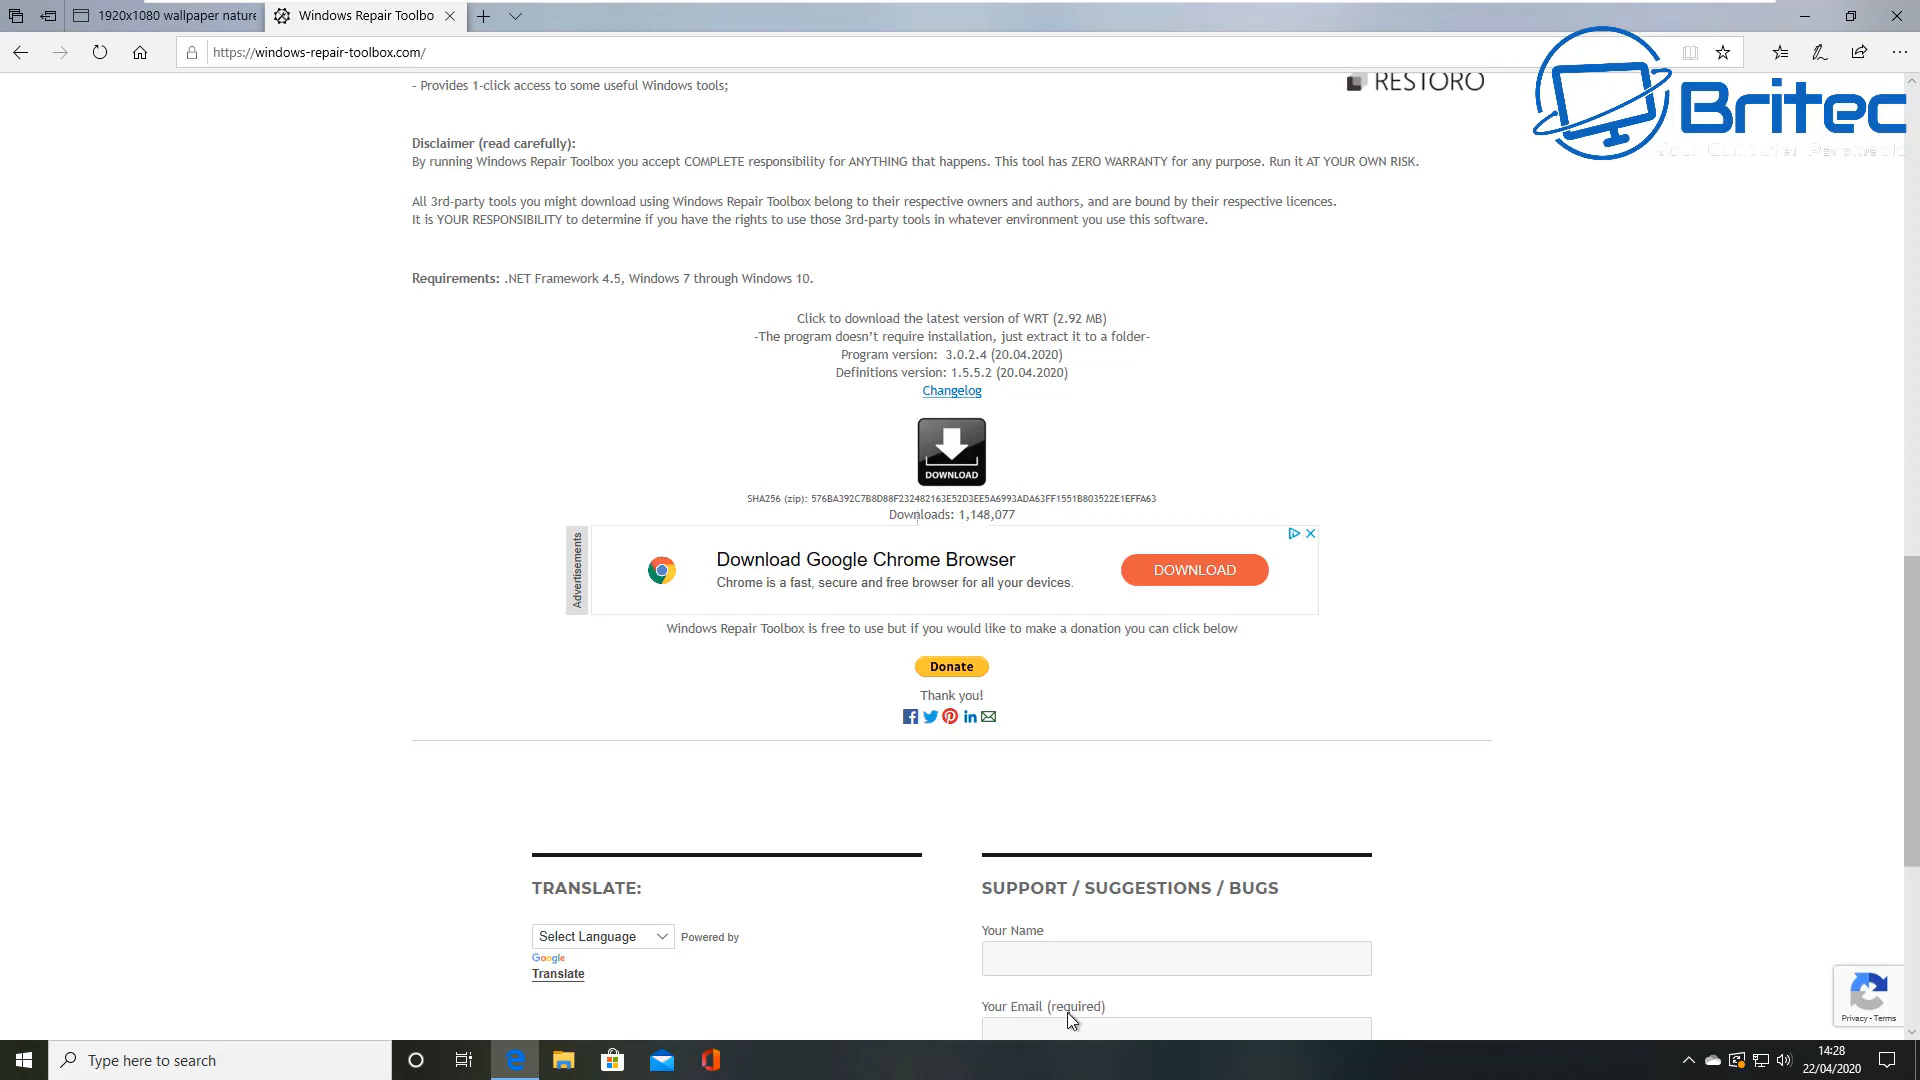 1920x1080 wallpaper nature
Windows Repair Toolbo
https://windows-repair-toolbox.com/
Britec
- Provides 1-click access to some useful Windows tools;
RESTORO
Disclaimer (read carefully):
By running Windows Repair Toolbox you accept COMPLETE responsibility for ANYTHING that happens. This tool has ZERO WARRANTY for any purpose. Run it AT YOUR OWN RISK.
All 3rd-party tools you might download using Windows Repair Toolbox belong to their respective owners and authors, and are bound by their respective licences.
It is YOUR RESPONSIBILITY to determine if you have the rights to use those 3rd-party tools in whatever environment you use this software.
Requirements: .NET Framework 4.5, Windows 7 through Windows 10.
Click to download the latest version of WRT (2.92 MB)
-The program doesn't require installation, just extract it to a folder-
Program version: 3.0.2.4 (20.04.2020)
Definitions version: 1.5.5.2 (20.04.2020)
Changelog
DOWNLOAD
SHA256 (zip): 576BA392C7B8D88F232482163E52D3EE5A6993ADA63FF1551B803522E1EFFA63
Downloads: 1,148,077
Advertisements
Download Google Chrome Browser
Chrome is a fast, secure and free browser for all your devices.
DOWNLOAD
Windows Repair Toolbox is free to use but if you would like to make a donation you can click below
Donate
Thank you!
TRANSLATE:
Select Language
Powered by
Google
Translate
SUPPORT / SUGGESTIONS / BUGS
Your Name
Your Email (required)
Privacy - Terms
Type here to search
14:28
22/04/2020